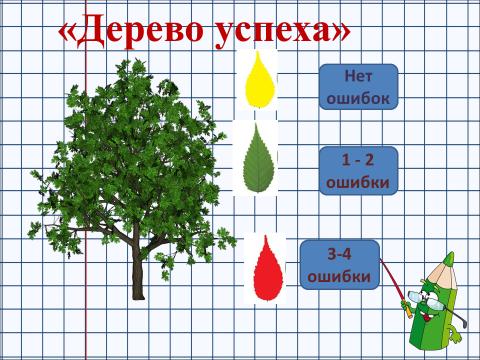 «Дерево успеха»
Нет
ошибок
1 - 2
ошибки
3-4
ошибки